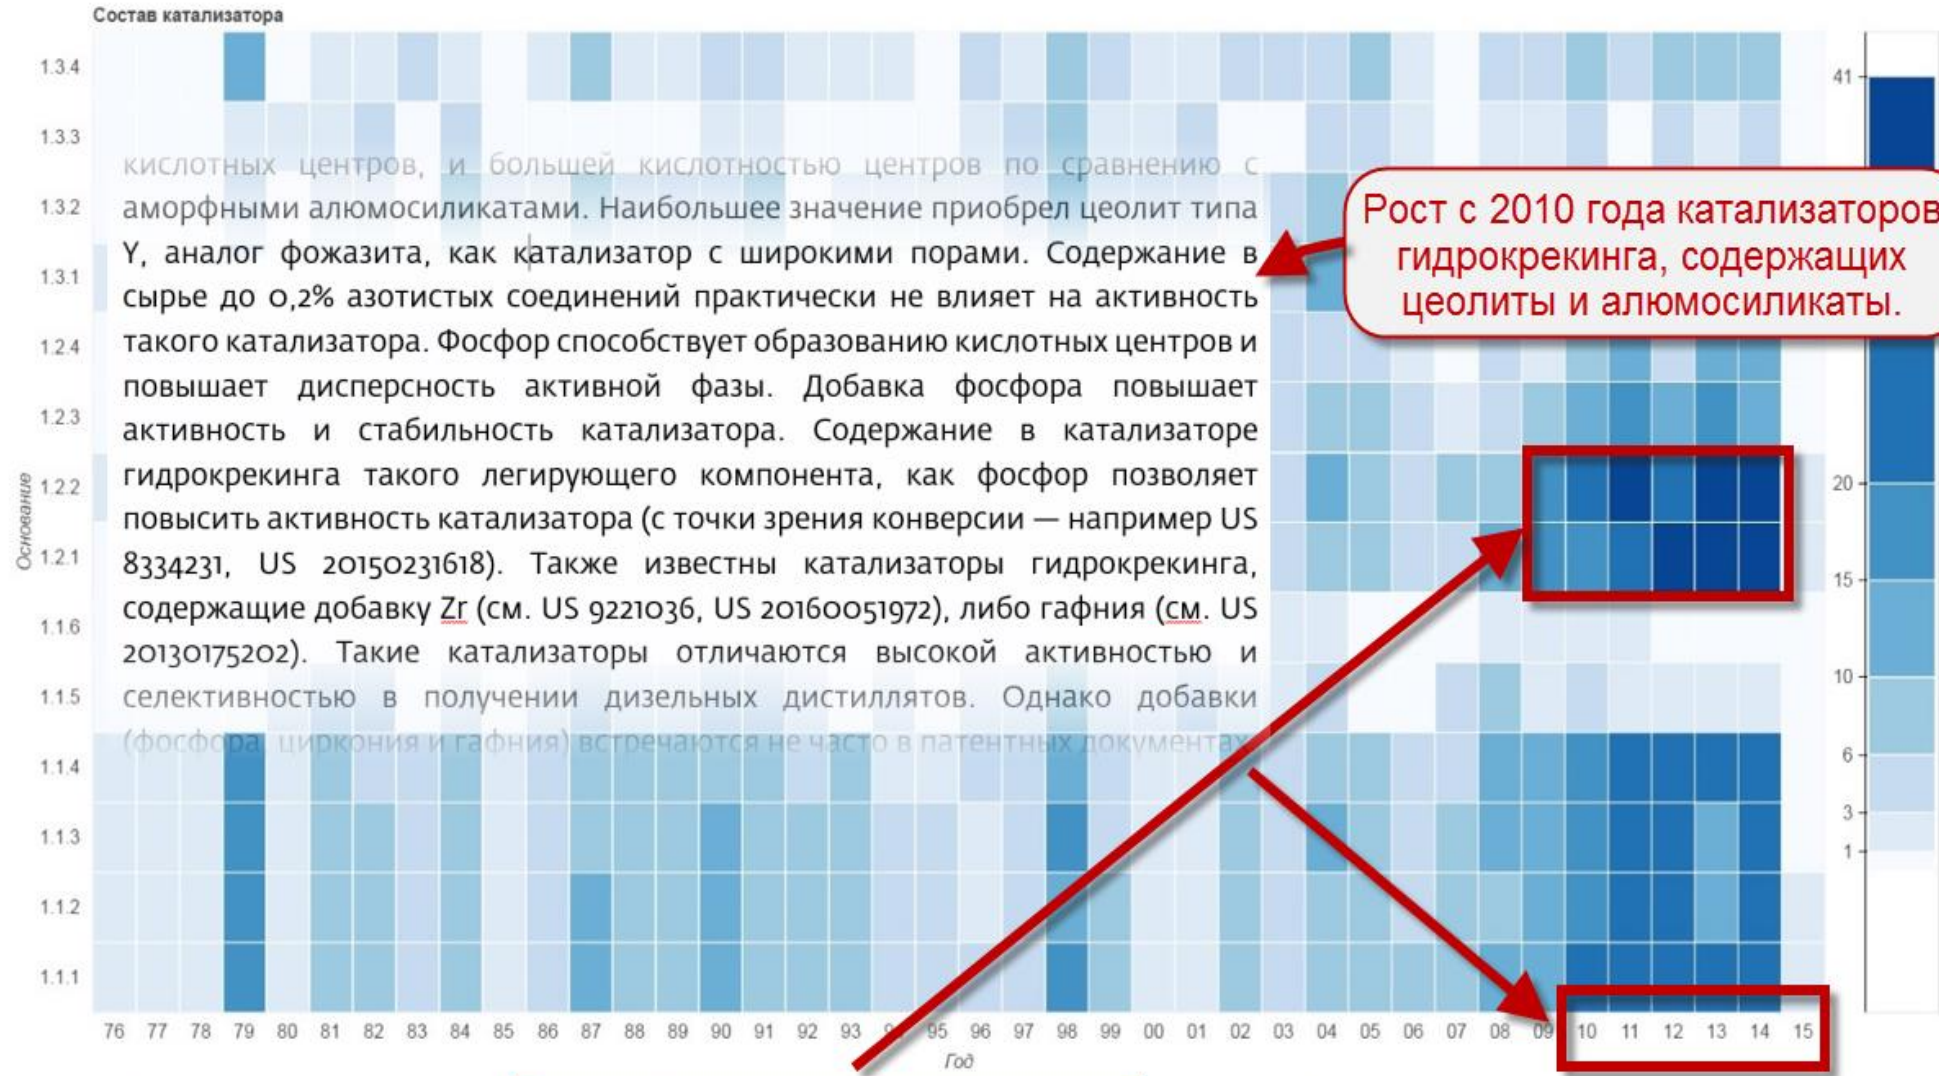 Состав катализатора
1.3.4
1.3.3
1.3.2
1.3.1
1.2.4
1.2.3
1.2.2
1.2.1
1.1.6
1.1.5
1.1.4
1.1.3
1.1.2
1.1.1
Основание
кислотных центров, и большей кислотностью центров по сравнению с
аморфными алюмосиликатами. Наибольшее значение приобрел цеолит типа
Y, аналог фожазита, как катализатор с широкими порами. Содержание в
сырье до 0,2% азотистых соединений практически не влияет на активность
такого катализатора. Фосфор способствует образованию кислотных центров и
повышает дисперсность активной фазы. Добавка фосфора повышает
активность и стабильность катализатора. Содержание в катализаторе
гидрокрекинга такого легирующего компонента, как фосфор позволяет
повысить активность катализатора (с точки зрения конверсии — например US
8334231, US 20150231618). Также известны катализаторы гидрокрекинга,
содержащие добавку Zr (см. US 9221036, US 20160051972), либо гафния (см. US
20130175202). Такие катализаторы отличаются высокой активностью и
селективностью в получении дизельных дистиллятов. Однако добавки
(фосфора, циркония и гафния) встречаются не часто в патентных документах.
Рост с 2010 года катализаторов
гидрокрекинга, содержащих
цеолиты и алюмосиликаты.
41
20
15
10
6
3
1
76 77 78 79 80 81 82 83 84 85 86 87 88 89 90 91 92 93 95 96 97 98 99 00 01 02 03 04 05 06 07 08 09 10 11 12 13 14 15
Год